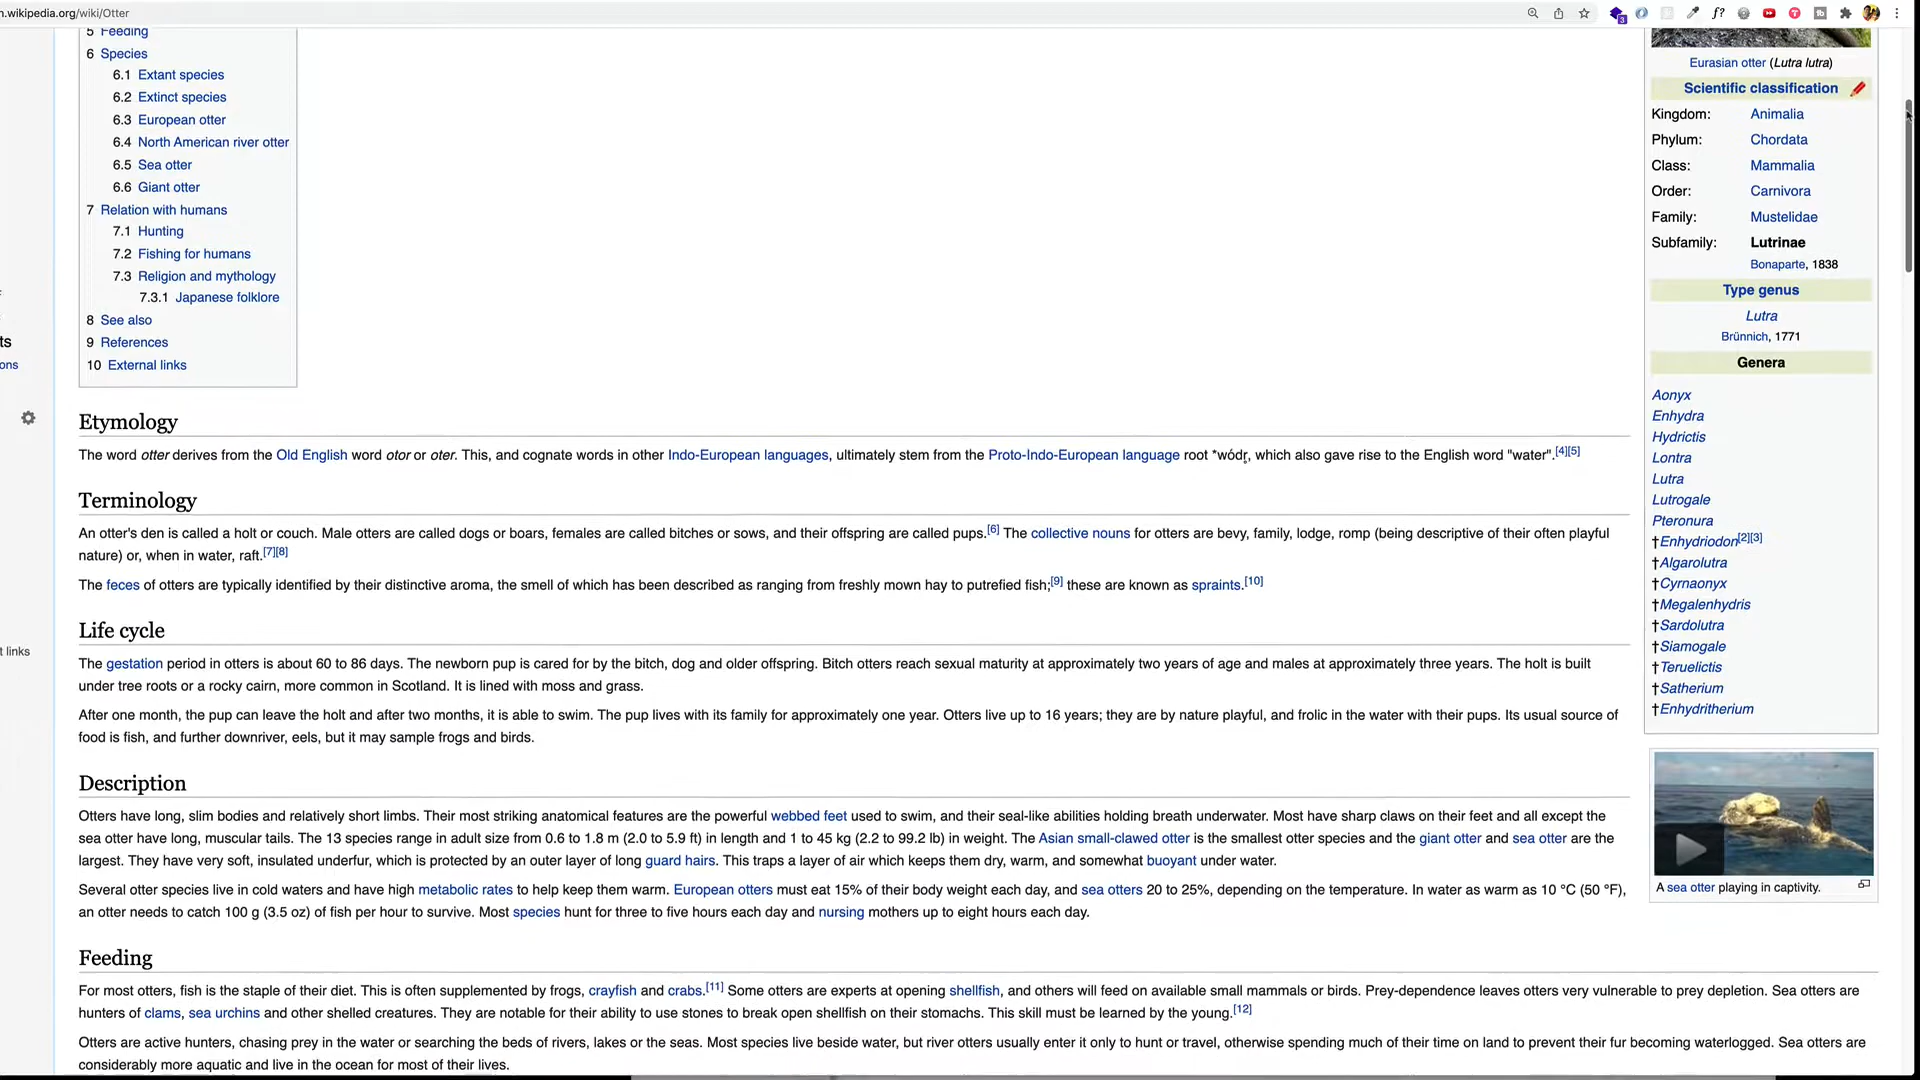 n.wikipedia.org/wiki/Otter
3
f?
5 Feeding
6 Species
6.1 Extant species
6.2 Extinct species
6.3 European otter
6.4 North American river otter
6.5 Sea otter
6.6 Giant otter
7 Relation with humans
7.1 Hunting
7.2 Fishing for humans
7.3 Religion and mythology
7.3.1 Japanese folklore
8 See also
9 References
10 External links
ts
ons
t links
Etymology
The word otter derives from the Old English word otor or oter. This, and cognate words in other Indo-European languages, ultimately stem from the Proto-Indo-European language root *wódr̥, which also gave rise to the English word "water".[4][5]
Terminology
An otter's den is called a holt or couch. Male otters are called dogs or boars, females are called bitches or sows, and their offspring are called pups.[6] The collective nouns for otters are bevy, family, lodge, romp (being descriptive of their often playful
nature) or, when in water, raft.[7][8]
The feces of otters are typically identified by their distinctive aroma, the smell of which has been described as ranging from freshly mown hay to putrefied fish;[9] these are known as spraints.[10]
Life cycle
The gestation period in otters is about 60 to 86 days. The newborn pup is cared for by the bitch, dog and older offspring. Bitch otters reach sexual maturity at approximately two years of age and males at approximately three years. The holt is built
under tree roots or a rocky cairn, more common in Scotland. It is lined with moss and grass.
After one month, the pup can leave the holt and after two months, it is able to swim. The pup lives with its family for approximately one year. Otters live up to 16 years; they are by nature playful, and frolic in the water with their pups. Its usual source of
food is fish, and further downriver, eels, but it may sample frogs and birds.
Description
Otters have long, slim bodies and relatively short limbs. Their most striking anatomical features are the powerful webbed feet used to swim, and their seal-like abilities holding breath underwater. Most have sharp claws on their feet and all except the
sea otter have long, muscular tails. The 13 species range in adult size from 0.6 to 1.8 m (2.0 to 5.9 ft) in length and 1 to 45 kg (2.2 to 99.2 lb) in weight. The Asian small-clawed otter is the smallest otter species and the giant otter and sea otter are the
largest. They have very soft, insulated underfur, which is protected by an outer layer of long guard hairs. This traps a layer of air which keeps them dry, warm, and somewhat buoyant under water.
Several otter species live in cold waters and have high metabolic rates to help keep them warm. European otters must eat 15% of their body weight each day, and sea otters 20 to 25%, depending on the temperature. In water as warm as 10 °C (50 °F),
an otter needs to catch 100 g (3.5 oz) of fish per hour to survive. Most species hunt for three to five hours each day and nursing mothers up to eight hours each day.
Feeding
For most otters, fish is the staple of their diet. This is often supplemented by frogs, crayfish and crabs.[11] Some otters are experts at opening shellfish, and others will feed on available small mammals or birds. Prey-dependence leaves otters very vulnerable to prey depletion. Sea otters are
hunters of clams, sea urchins and other shelled creatures. They are notable for their ability to use stones to break open shellfish on their stomachs. This skill must be learned by the young.[12]
Otters are active hunters, chasing prey in the water or searching the beds of rivers, lakes or the seas. Most species live beside water, but river otters usually enter it only to hunt or travel, otherwise spending much of their time on land to prevent their fur becoming waterlogged. Sea otters are
considerably more aquatic and live in the ocean for most of their lives.
Eurasian otter (Lutra lutra)
Scientific classification
Kingdom: Animalia
Phylum: Chordata
Class: Mammalia
Order: Carnivora
Family: Mustelidae
Subfamily: Lutrinae
Bonaparte, 1838
Type genus
Lutra
Brünnich, 1771
Genera
Aonyx
Enhydra
Hydrictis
Lontra
Lutra
Lutrogale
Pteronura
†Enhydriodon[2][3]
†Algarolutra
†Cyrnaonyx
†Megalenhydris
†Sardolutra
†Siamogale
†Teruelictis
†Satherium
†Enhydritherium
A sea otter playing in captivity.